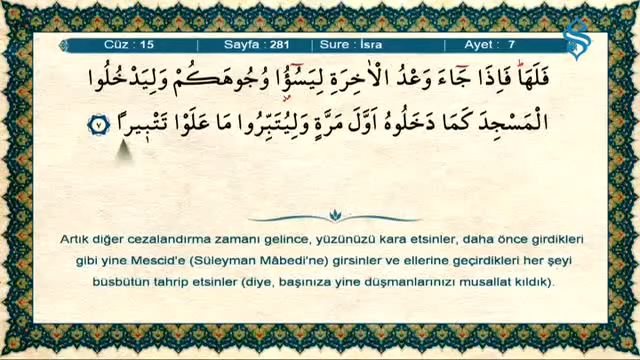 Cüz : 15 | Sayfa : 281 | Sure : İsra | Ayet : 7
فَلَهَاۜ فَاِذَا جَٓاءَ وَعْدُ الْاٰخِرَةِ لِيَسُٓوؤُ۫ا وُجُوهَكُمْ وَلِيَدْخُلُوا
الْمَسْجِدَ كَمَا دَخَلُوهُ اَوَّلَ مَرَّةٍ وَلِيُتَبِّرُوا مَا عَلَوْا تَتْب۪يراً ٧
Artık diğer cezalandırma zamanı gelince, yüzünüzü kara etsinler, daha önce girdikleri
gibi yine Mescid'e (Süleyman Mâbedi'ne) girsinler ve ellerine geçirdikleri her şeyi
büsbütün tahrip etsinler (diye, başınıza yine düşmanlarınızı musallat kıldık).